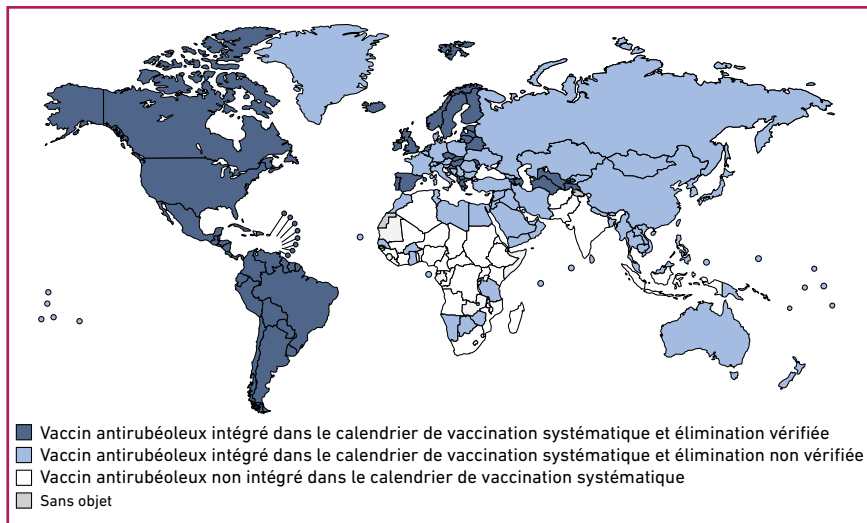 Vaccin antirubéoleux intégré dans le calendrier de vaccination systématique et élimination vérifiée
Vaccin antirubéoleux intégré dans le calendrier de vaccination systématique et élimination non vérifiée
Vaccin antirubéoleux non intégré dans le calendrier de vaccination systématique
Sans objet